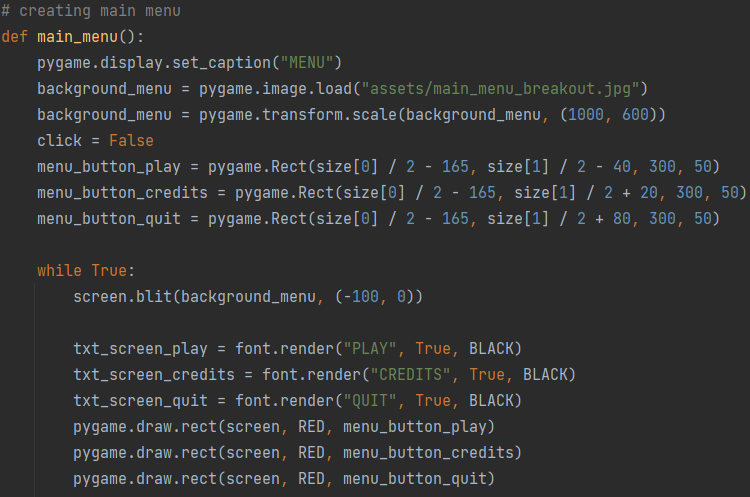 # creating main menu
def main_menu():
    pygame.display.set_caption("MENU")
    background_menu = pygame.image.load("assets/main_menu_breakout.jpg")
    background_menu = pygame.transform.scale(background_menu, (1000, 600))
    click = False
    menu_button_play = pygame.Rect(size[0] / 2 - 165, size[1] / 2 - 40, 300, 50)
    menu_button_credits = pygame.Rect(size[0] / 2 - 165, size[1] / 2 + 20, 300, 50)
    menu_button_quit = pygame.Rect(size[0] / 2 - 165, size[1] / 2 + 80, 300, 50)
    while True:
        screen.blit(background_menu, (-100, 0))
        txt_screen_play = font.render("PLAY", True, BLACK)
        txt_screen_credits = font.render("CREDITS", True, BLACK)
        txt_screen_quit = font.render("QUIT", True, BLACK)
        pygame.draw.rect(screen, RED, menu_button_play)
        pygame.draw.rect(screen, RED, menu_button_credits)
        pygame.draw.rect(screen, RED, menu_button_quit)